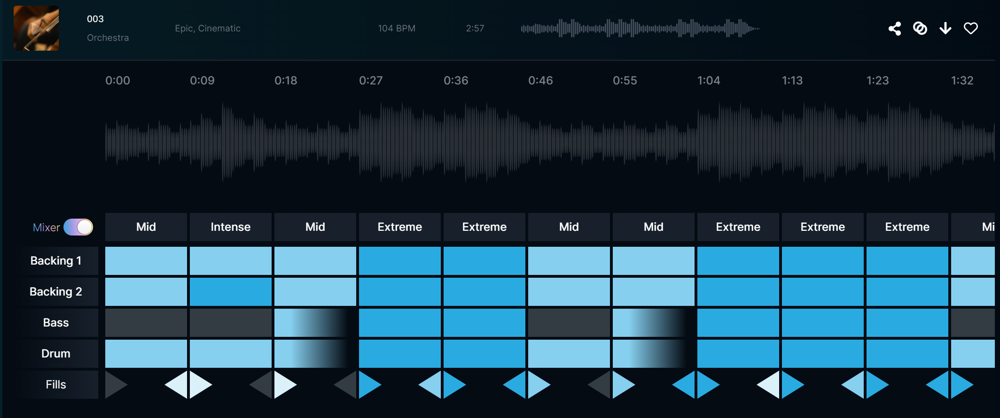 003
Orchestra
Epic, Cinematic
104 BPM
2:57
0:00 0:09 0:18 0:27 0:36 0:46 0:55 1:04 1:13 1:23 1:32
Mixer Mid Intense Mid Extreme Extreme Mid Mid Extreme Extreme Extreme Mi
Backing 1
Backing 2
Bass
Drum
Fills